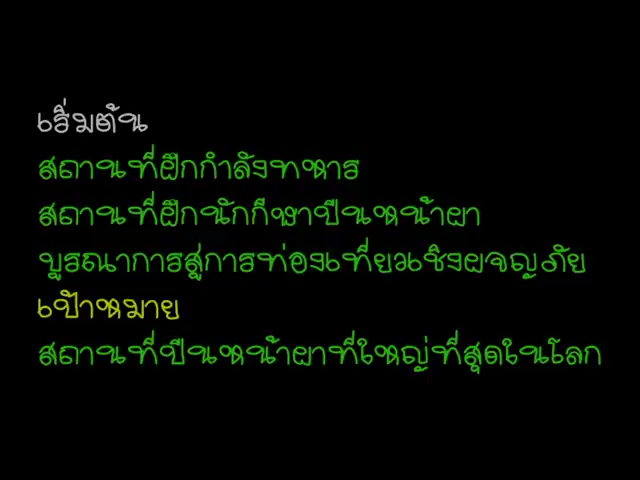 เริ่มต้น
สถานที่ฝึกกำลังทหาร
สถานที่ฝึกนักกีฬาปีนหน้าผา
บูรณาการสู่การท่องเที่ยวเชิงผจญภัย
เป้าหมาย
สถานที่ปีนหน้าผาที่ใหญ่ที่สุดในโลก